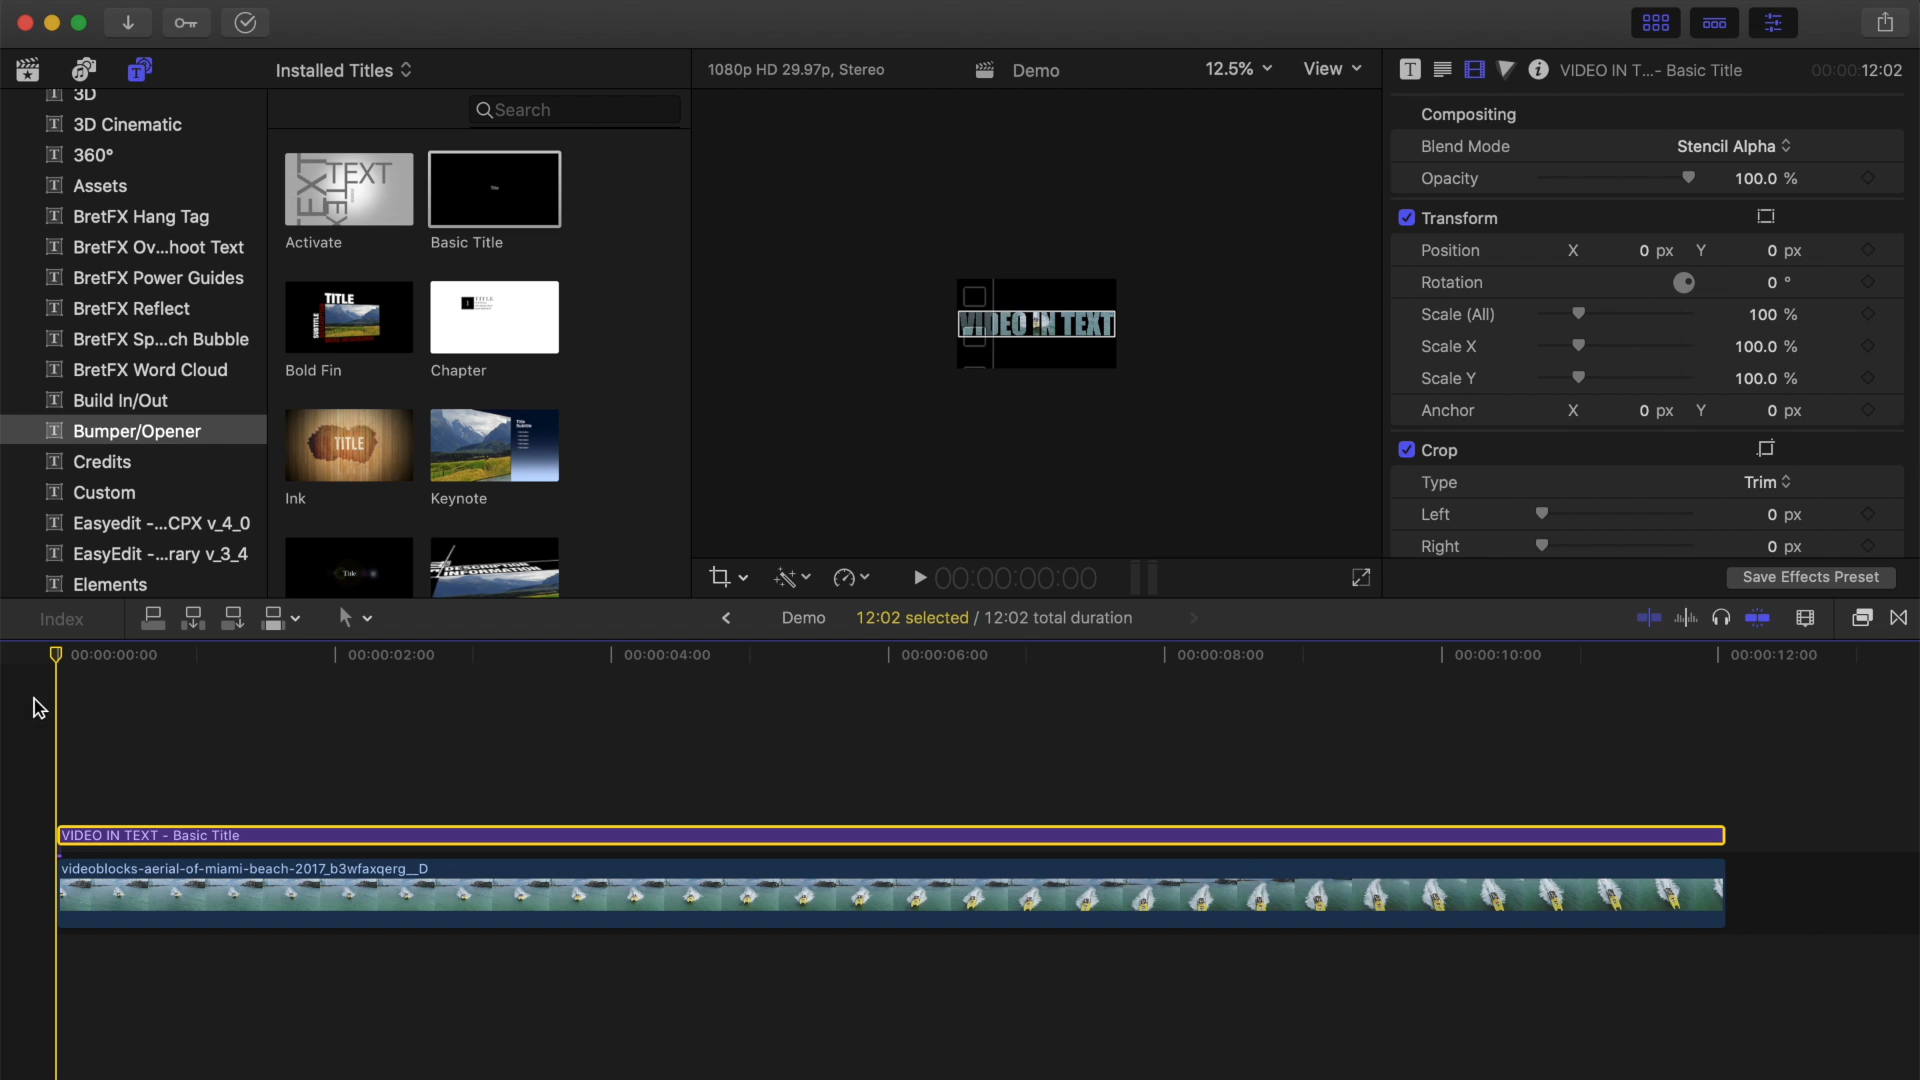 Installed Titles
1080p HD 29.97p, Stereo
Demo
12.5%
View
VIDEO IN T...- Basic Title
00:00:12:02
3D
3D Cinematic
360°
Assets
BretFX Hang Tag
BretFX Ov...hoot Text
BretFX Power Guides
BretFX Reflect
BretFX Sp...ch Bubble
BretFX Word Cloud
Build In/Out
Bumper/Opener
Credits
Custom
Easyedit -...CPX v_4_0
EasyEdit -...rary v_3_4
Elements
Search
TEXT
TEXT
Activate
Title
Basic Title
TITLE
SUBTITLE
Bold Fin
1 TITLE
Chapter
TITLE
Ink
Title
Subtitle
Keynote
Title
DESCRIPTION
INFORMATION
VIDEO IN TEXT
Compositing
Blend Mode Stencil Alpha
Opacity 100.0 %
Transform
Position X 0 px Y 0 px
Rotation 0 °
Scale (All) 100 %
Scale X 100.0 %
Scale Y 100.0 %
Anchor X 0 px Y 0 px
Crop
Type Trim
Left 0 px
Right 0 px
Save Effects Preset
00:00:00:00
Index
Demo
12:02 selected / 12:02 total duration
00:00:00:00
00:00:02:00
00:00:04:00
00:00:06:00
00:00:08:00
00:00:10:00
00:00:12:00
VIDEO IN TEXT - Basic Title
videoblocks-aerial-of-miami-beach-2017_b3wfaxqerg__D